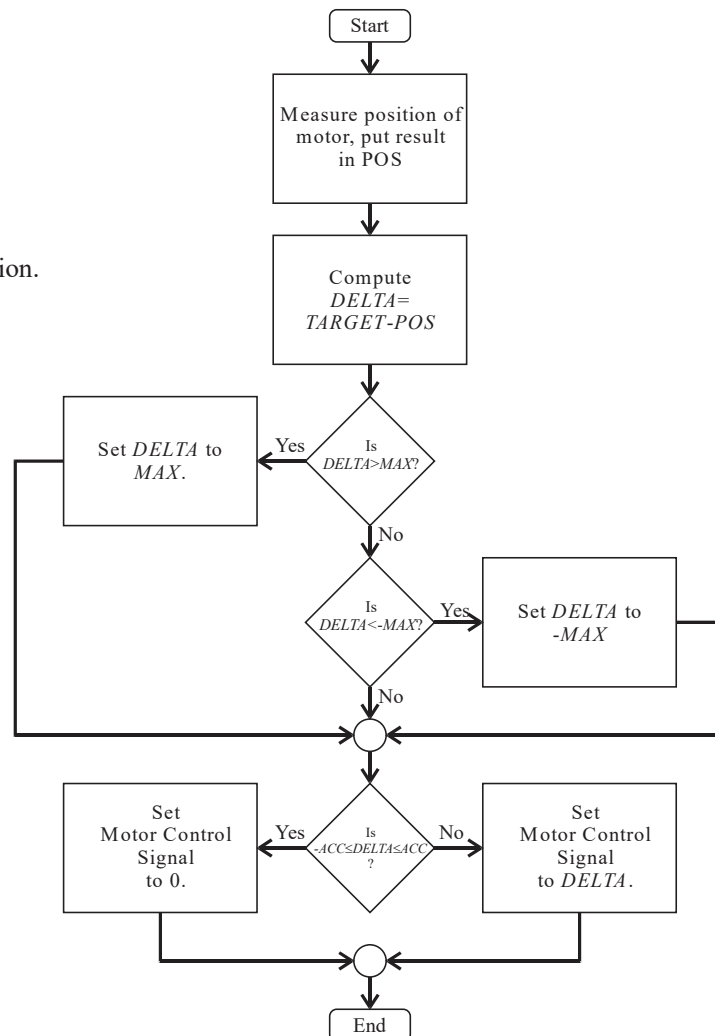 Start
Measure position of
motor, put result
in POS
ion.
Compute
DELTA=
TARGET-POS
Set DELTA to
MAX.
Yes
Is
DELTA>MAX?
No
Is
DELTA<-MAX?
Yes
Set DELTA to
-MAX
No
Set
Motor Control
Signal
to 0.
Yes
Is
-ACC≤DELTA≤ACC
?
No
Set
Motor Control
Signal
to DELTA.
End